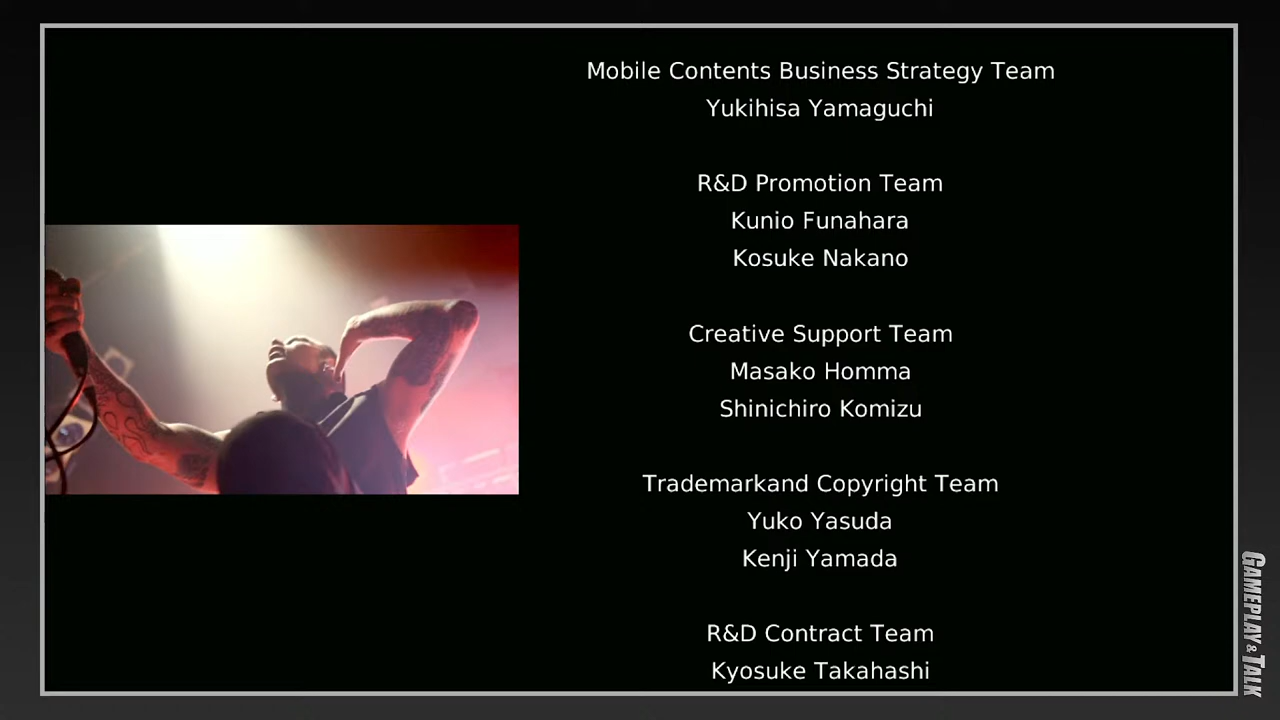 Mobile Contents Business Strategy Team
Yukihisa Yamaguchi
R&D Promotion Team
Kunio Funahara
Kosuke Nakano
Creative Support Team
Masako Homma
Shinichiro Komizu
Trademarkand Copyright Team
Yuko Yasuda
Kenji Yamada
R&D Contract Team
Kyosuke Takahashi
GAMEPLAY & TALK